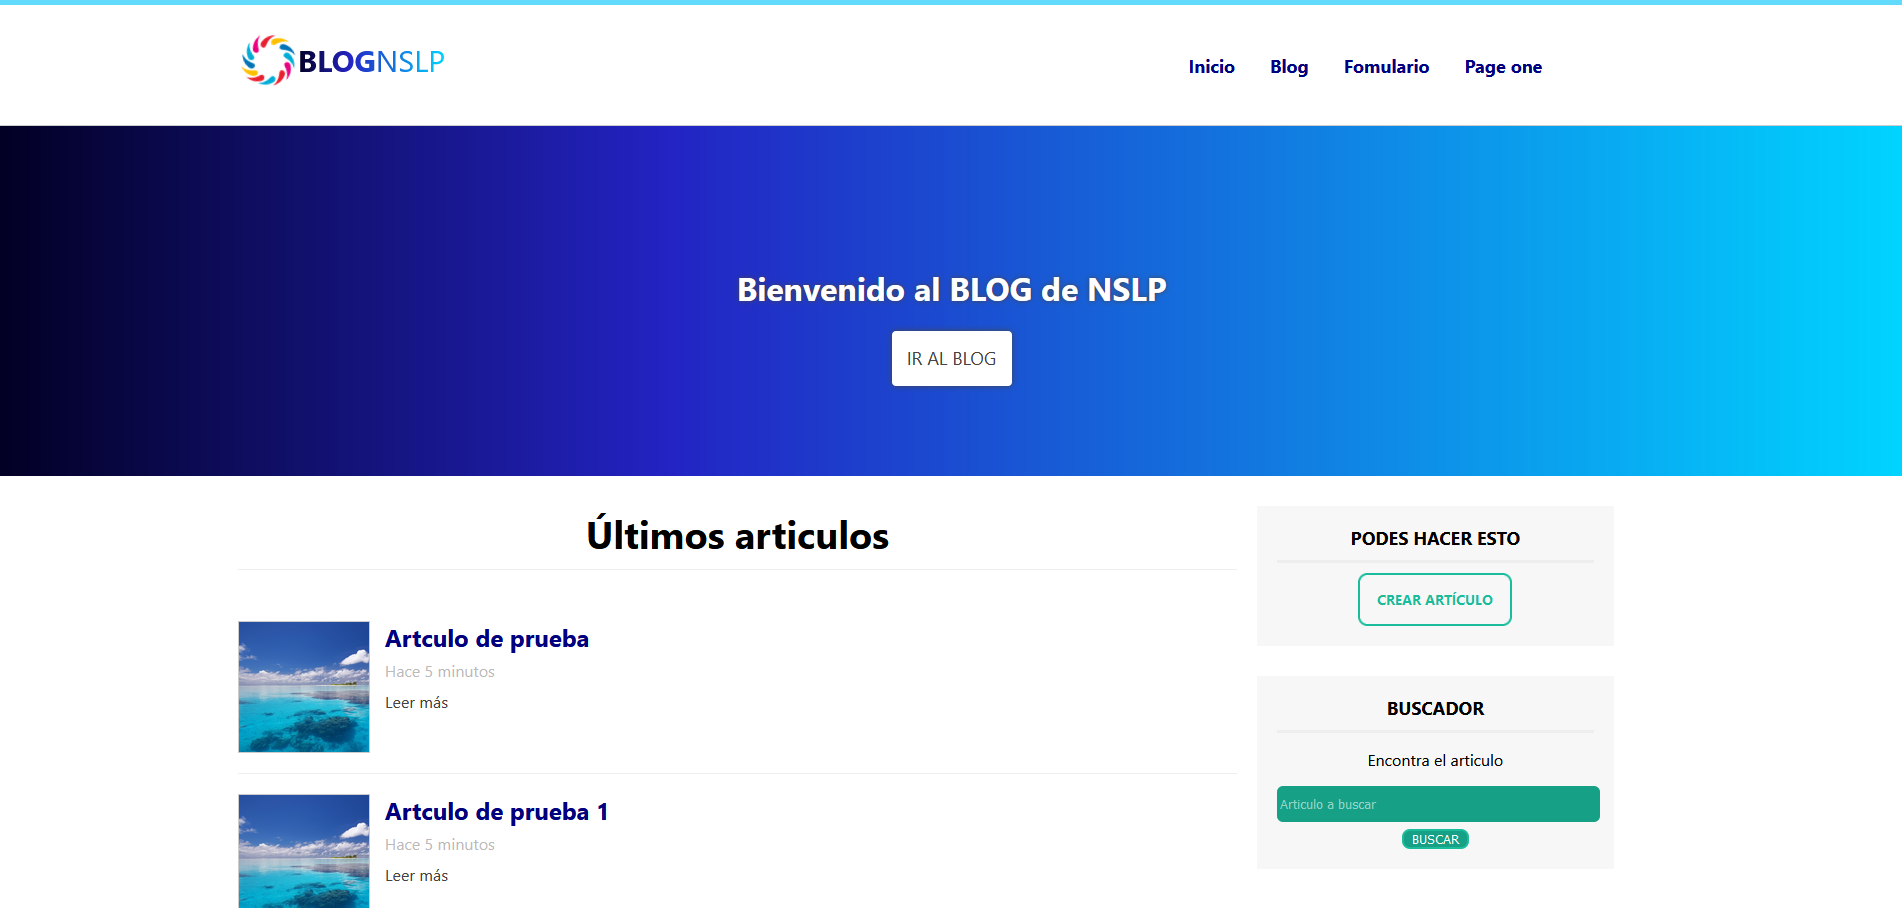 BLOGNSLP
Inicio Blog Fomulario Page one
Bienvenido al BLOG de NSLP
IR AL BLOG
Últimos articulos
Artculo de prueba
Hace 5 minutos
Leer más
Artculo de prueba 1
Hace 5 minutos
Leer más
PODES HACER ESTO
CREAR ARTÍCULO
BUSCADOR
Encontra el articulo
Articulo a buscar
BUSCAR